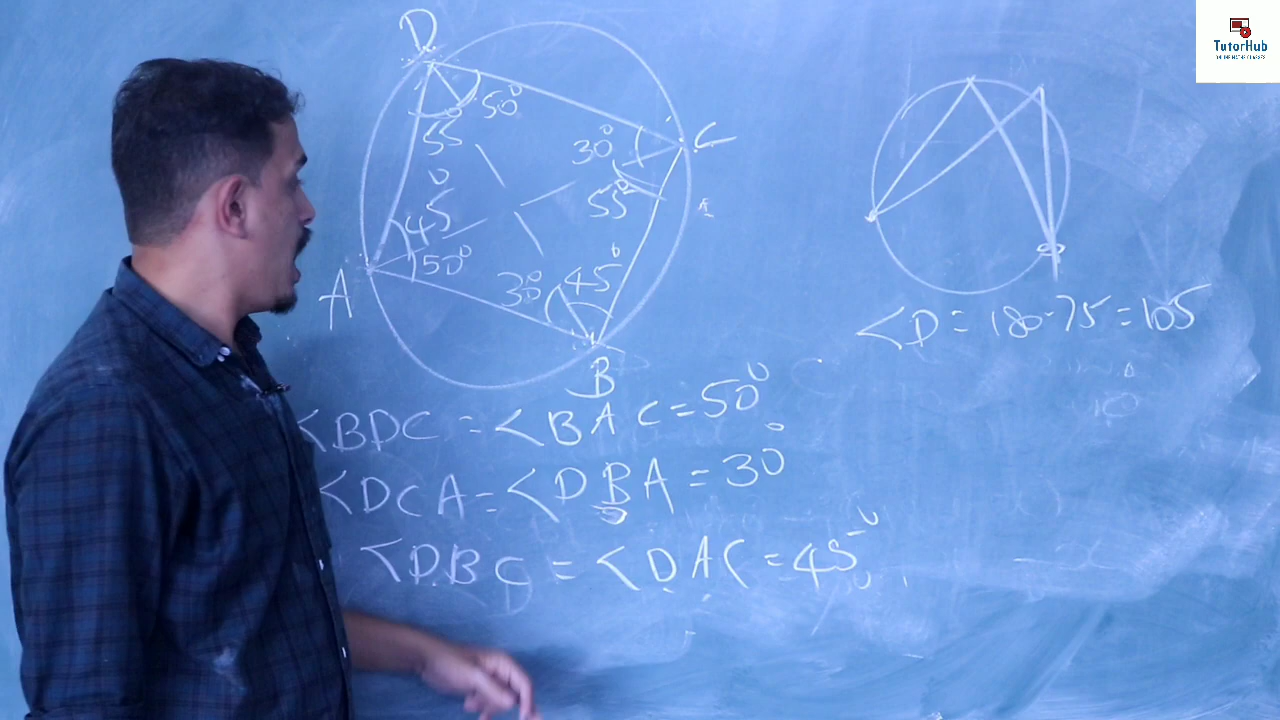 D
50°
55°
30°
C
55°
45°
50°
30°
45°
A
B
<BDC = <BAC = 50°
<DCA = <DBA = 30°
<DBC = <DAC = 45°
<D = 180-75 = 105
TutorHub